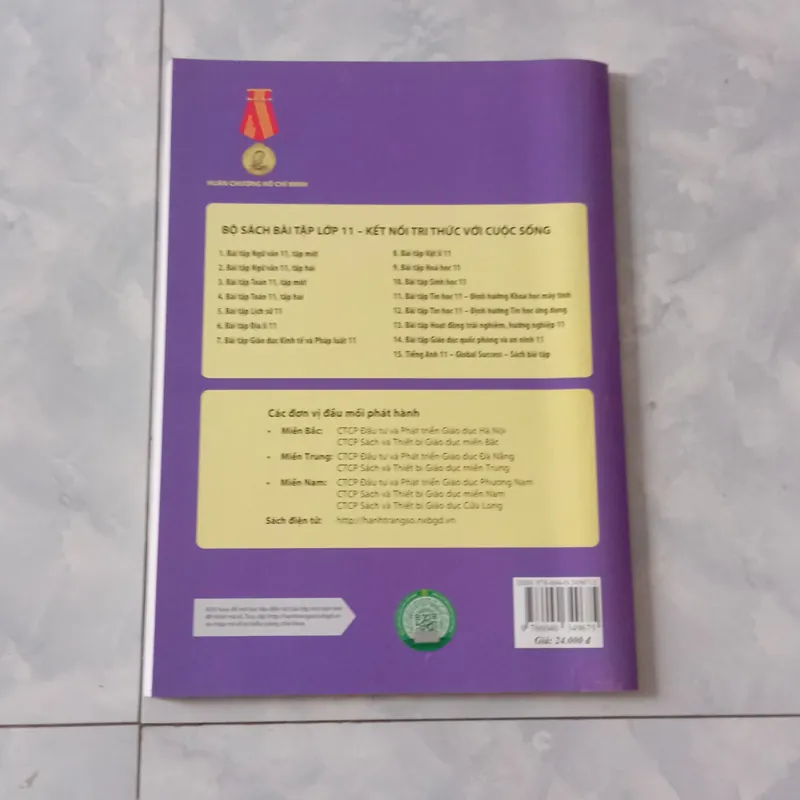 HUÂN CHƯƠNG HỒ CHÍ MINH
BỘ SÁCH BÀI TẬP LỚP 11 – KẾT NỐI TRI THỨC VỚI CUỘC SỐNG
1. Bài tập Ngữ văn 11, tập một
2. Bài tập Ngữ văn 11, tập hai
3. Bài tập Toán 11, tập một
4. Bài tập Toán 11, tập hai
5. Bài tập Lịch sử 11
6. Bài tập Địa lí 11
7. Bài tập Giáo dục Kinh tế và Pháp luật 11
8. Bài tập Vật lí 11
9. Bài tập Hoá học 11
10. Bài tập Sinh học 11
11. Bài tập Tin học 11 – Định hướng Khoa học máy tính
12. Bài tập Tin học 11 – Định hướng Tin học ứng dụng
13. Bài tập Hoạt động trải nghiệm, hướng nghiệp 11
14. Bài tập Giáo dục quốc phòng và an ninh 11
15. Tiếng Anh 11 – Global Success – Sách bài tập
Các đơn vị đầu mối phát hành
• Miền Bắc: CTCP Đầu tư và Phát triển Giáo dục Hà Nội
CTCP Sách và Thiết bị Giáo dục miền Bắc
• Miền Trung: CTCP Đầu tư và Phát triển Giáo dục Đà Nẵng
CTCP Sách và Thiết bị Giáo dục miền Trung
• Miền Nam: CTCP Đầu tư và Phát triển Giáo dục Phương Nam
CTCP Sách và Thiết bị Giáo dục miền Nam
CTCP Sách và Thiết bị Giáo dục Cửu Long
Sách điện tử: http://hanhtrangso.nxbgd.vn
Giá: 24.000 đ